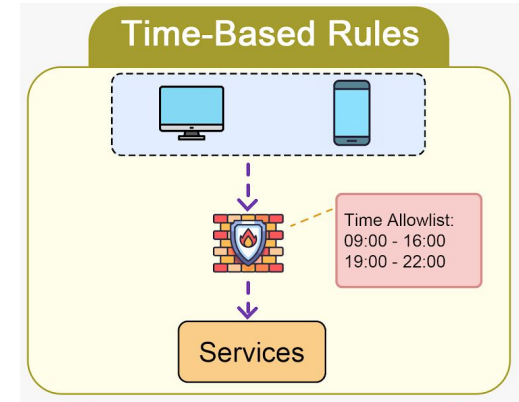 Time-Based Rules
Time Allowlist:
09:00 - 16:00
19:00 - 22:00
Services